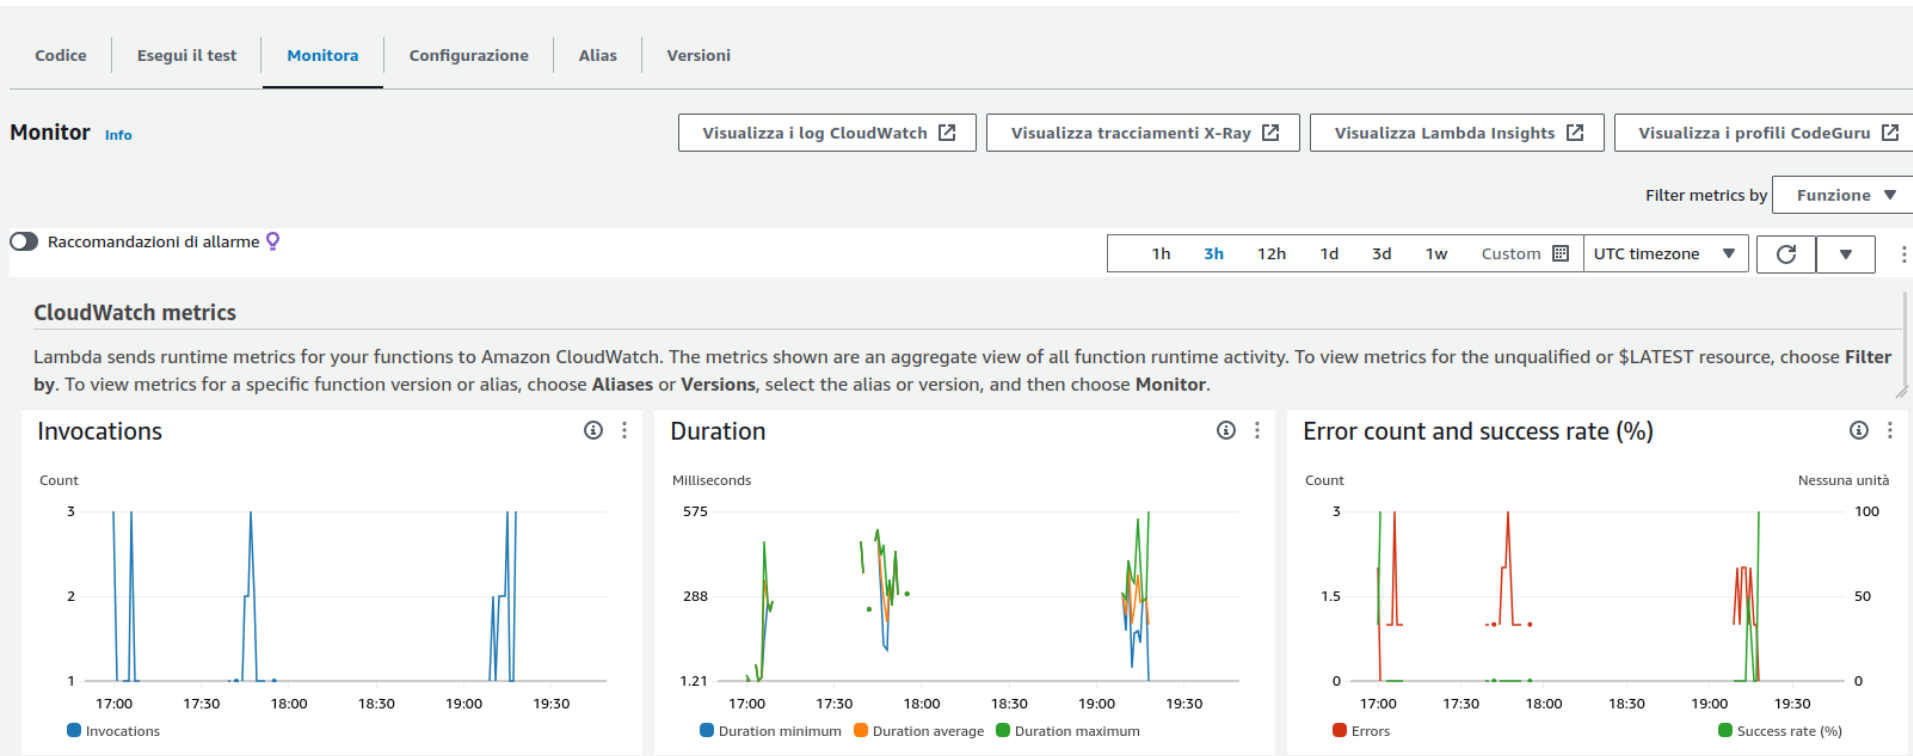 Codice Esegui il test Monitora Configurazione Alias Versioni
Monitor Info Visualizza i log CloudWatch Visualizza tracciamenti X-Ray Visualizza Lambda Insights Visualizza i profili CodeGuru
Filter metrics by Funzione
Raccomandazioni di allarme 1h 3h 12h 1d 3d 1w Custom UTC timezone
CloudWatch metrics
Lambda sends runtime metrics for your functions to Amazon CloudWatch. The metrics shown are an aggregate view of all function runtime activity. To view metrics for the unqualified or $LATEST resource, choose Filter
by. To view metrics for a specific function version or alias, choose Aliases or Versions, select the alias or version, and then choose Monitor.
Invocations
Count
3
2
1
17:00 17:30 18:00 18:30 19:00 19:30
Invocations
Duration
Milliseconds
575
288
1.21
17:00 17:30 18:00 18:30 19:00 19:30
Duration minimum Duration average Duration maximum
Error count and success rate (%)
Count Nessuna unità
3 100
1.5 50
0 0
17:00 17:30 18:00 18:30 19:00 19:30
Errors Success rate (%)